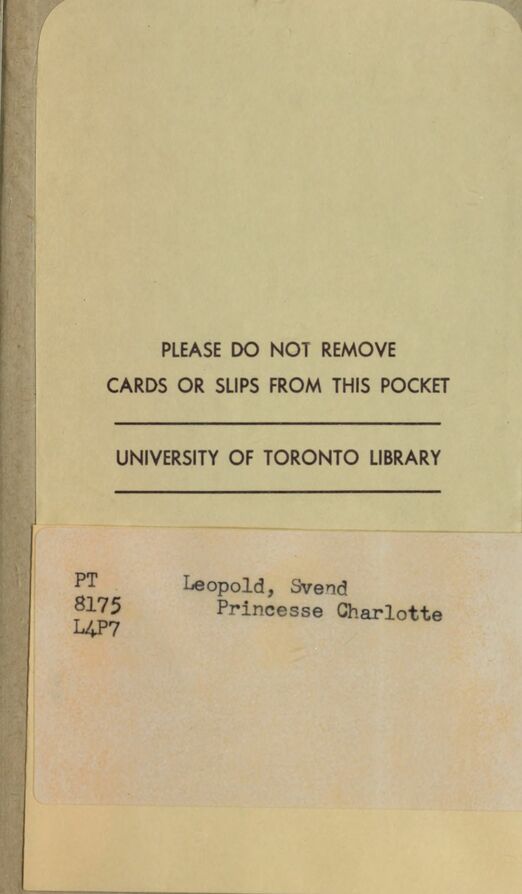 PLEASE DO NOT REMOVE
CARDS OR SLIPS FROM THIS POCKET
UNIVERSITY OF TORONTO LIBRARY
PT
8175
L4P7
Leopold, Svend
Princesse Charlotte